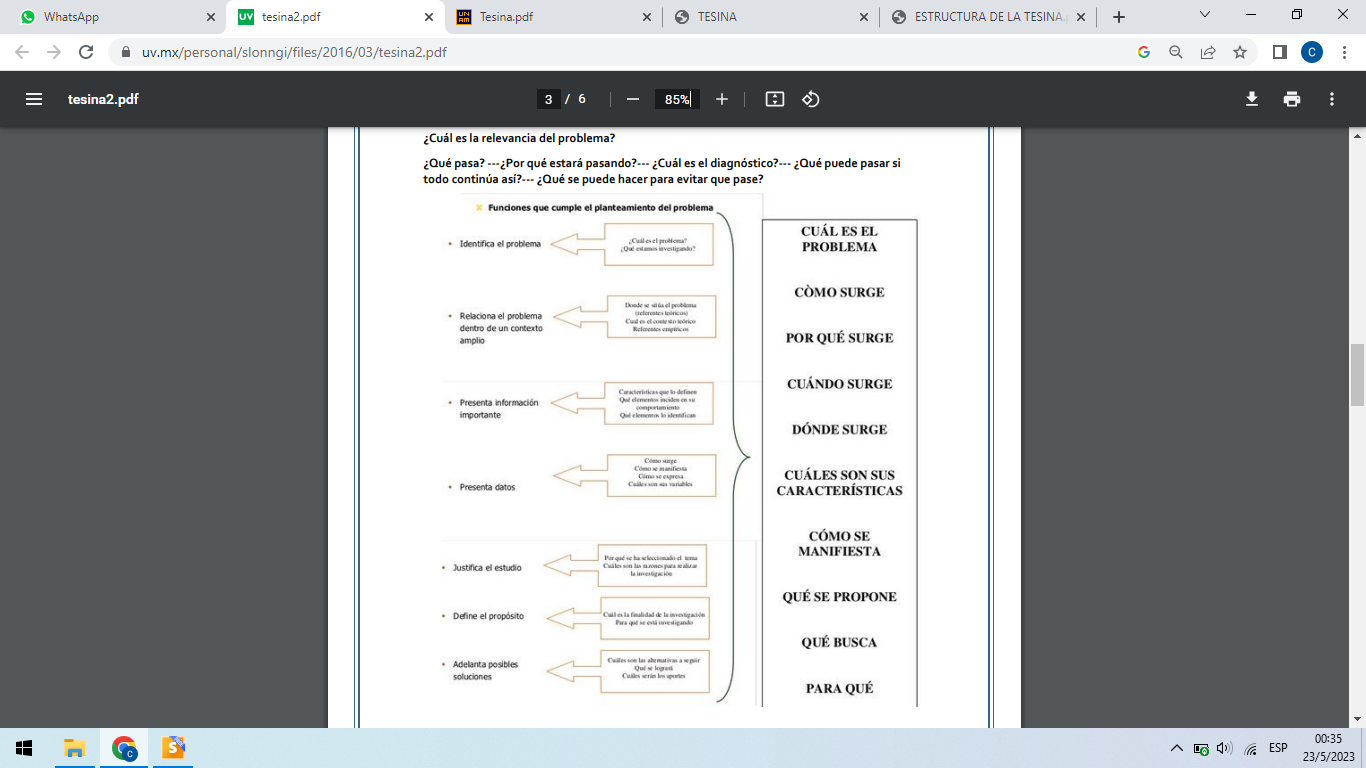 WhatsApp
tesina2.pdf
Tesina.pdf
TESINA
ESTRUCTURA DE LA TESINA.
uv.mx/personal/slonngi/files/2016/03/tesina2.pdf
C
tesina2.pdf
3 / 6
85%
¿Cuál es la relevancia del problema?
¿Qué pasa? ---¿Por qué estará pasando?--- ¿Cuál es el diagnóstico?--- ¿Qué puede pasar si
todo continúa así?--- ¿Qué se puede hacer para evitar que pase?
Funciones que cumple el planteamiento del problema
• Identifica el problema
¿Cuál es el problema?
¿Qué estamos investigando?
• Relaciona el problema
dentro de un contexto
amplio
Donde se sitúa el problema
(referentes teóricos)
Cuál es el contexto teórico
Referentes empíricos
• Presenta información
importante
Características que lo definen
Qué elementos inciden en su
comportamiento
Qué elementos lo identifican
• Presenta datos
Cómo surge
Cómo se manifiesta
Cómo se expresa
Cuáles son sus variables
• Justifica el estudio
Por qué se ha seleccionado el tema
Cuáles son las razones para realizar
la investigación
• Define el propósito
Cuál es la finalidad de la investigación
Para qué se está investigando
• Adelanta posibles
soluciones
Cuáles son las alternativas a seguir
Qué se logrará
Cuáles serán los aportes
CUÁL ES EL
PROBLEMA
CÒMO SURGE
POR QUÉ SURGE
CUÁNDO SURGE
DÓNDE SURGE
CUÁLES SON SUS
CARACTERÍSTICAS
CÓMO SE
MANIFIESTA
QUÉ SE PROPONE
QUÉ BUSCA
PARA QUÉ
ESP
00:35
23/5/2023